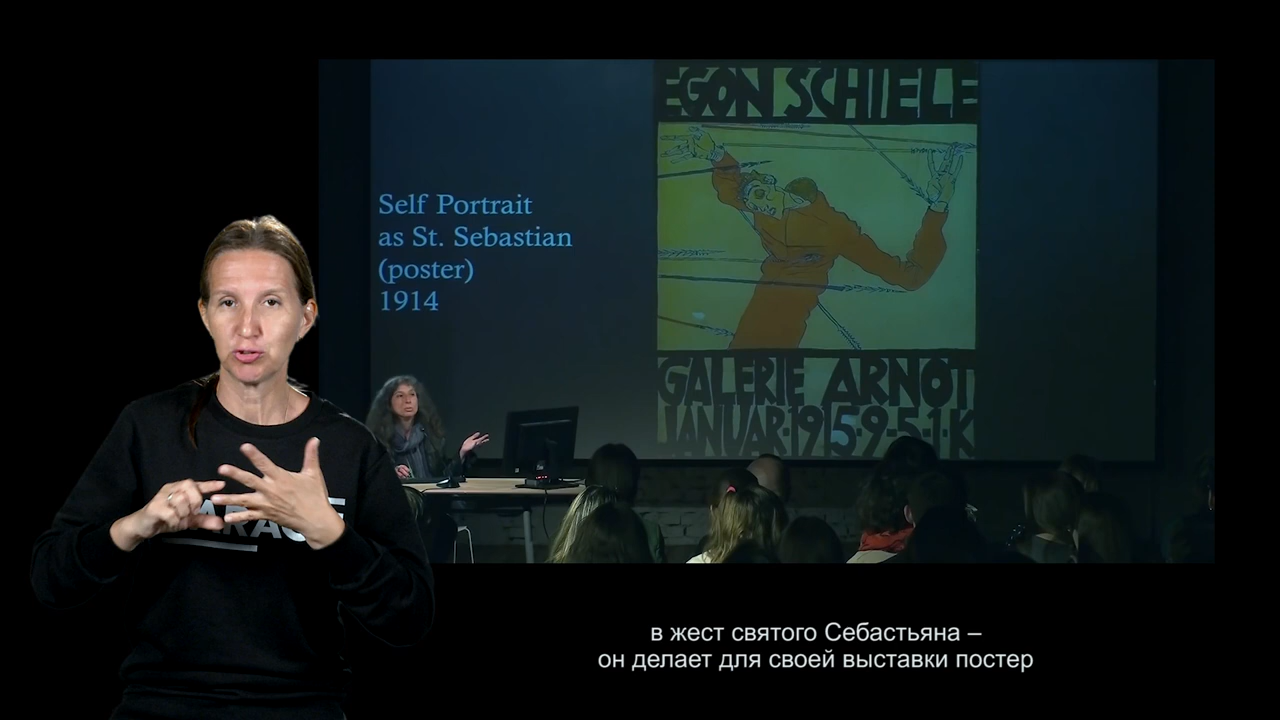 EGON SCHIELE
Self Portrait
as St. Sebastian
(poster)
1914
GALERIE ARNOT
JANUAR·1915·9-5·1·K
в жест святого Себастьяна –
он делает для своей выставки постер